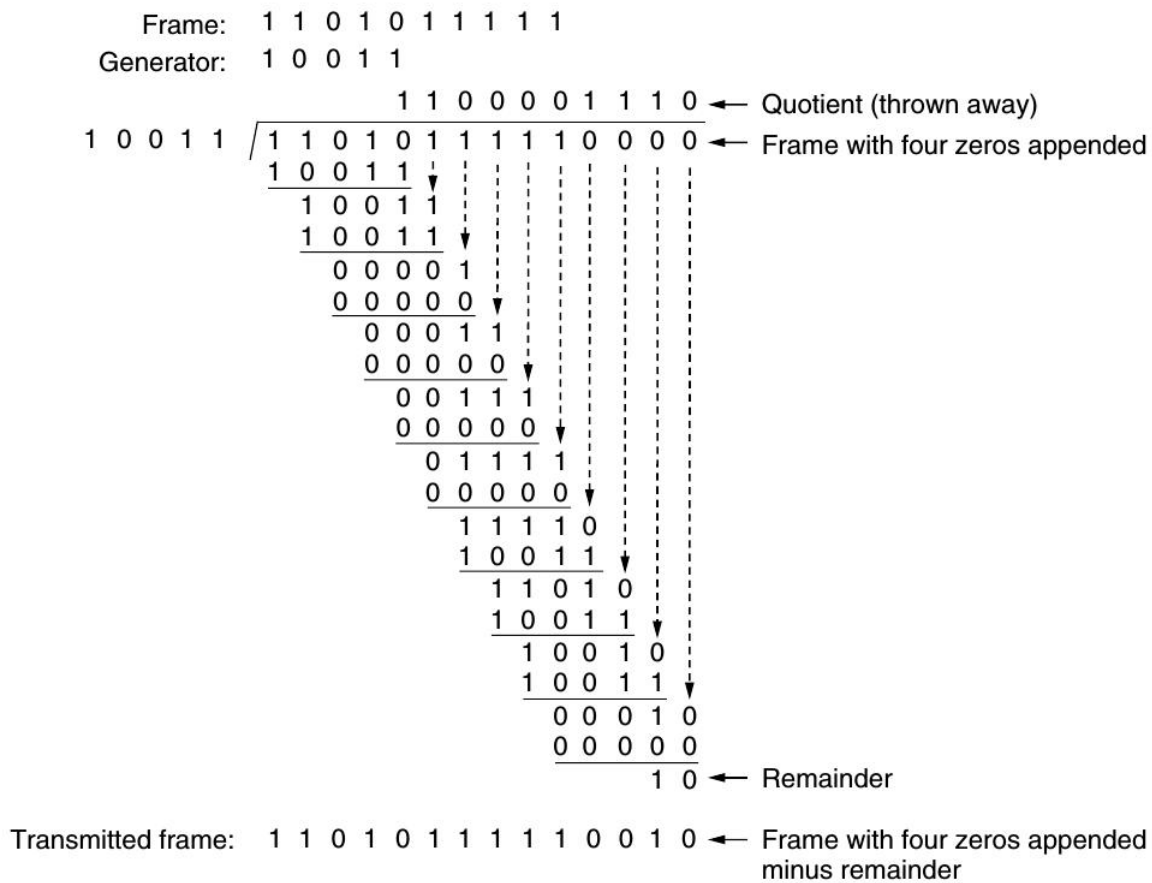 Frame: 1 1 0 1 0 1 1 1 1 1
Generator: 1 0 0 1 1
1 1 0 0 0 0 1 1 1 0 Quotient (thrown away)
1 0 0 1 1 1 1 0 1 0 1 1 1 1 1 0 0 0 0 Frame with four zeros appended
1 0 0 1 1
1 0 0 1 1
1 0 0 1 1
0 0 0 0 1
0 0 0 0 0
0 0 0 1 1
0 0 0 0 0
0 0 1 1 1
0 0 0 0 0
0 1 1 1 1
0 0 0 0 0
1 1 1 1 0
1 0 0 1 1
1 1 0 1 0
1 0 0 1 1
1 0 0 1 0
1 0 0 1 1
0 0 0 1 0
0 0 0 0 0
1 0 Remainder
Transmitted frame: 1 1 0 1 0 1 1 1 1 1 0 0 1 0 Frame with four zeros appended
minus remainder